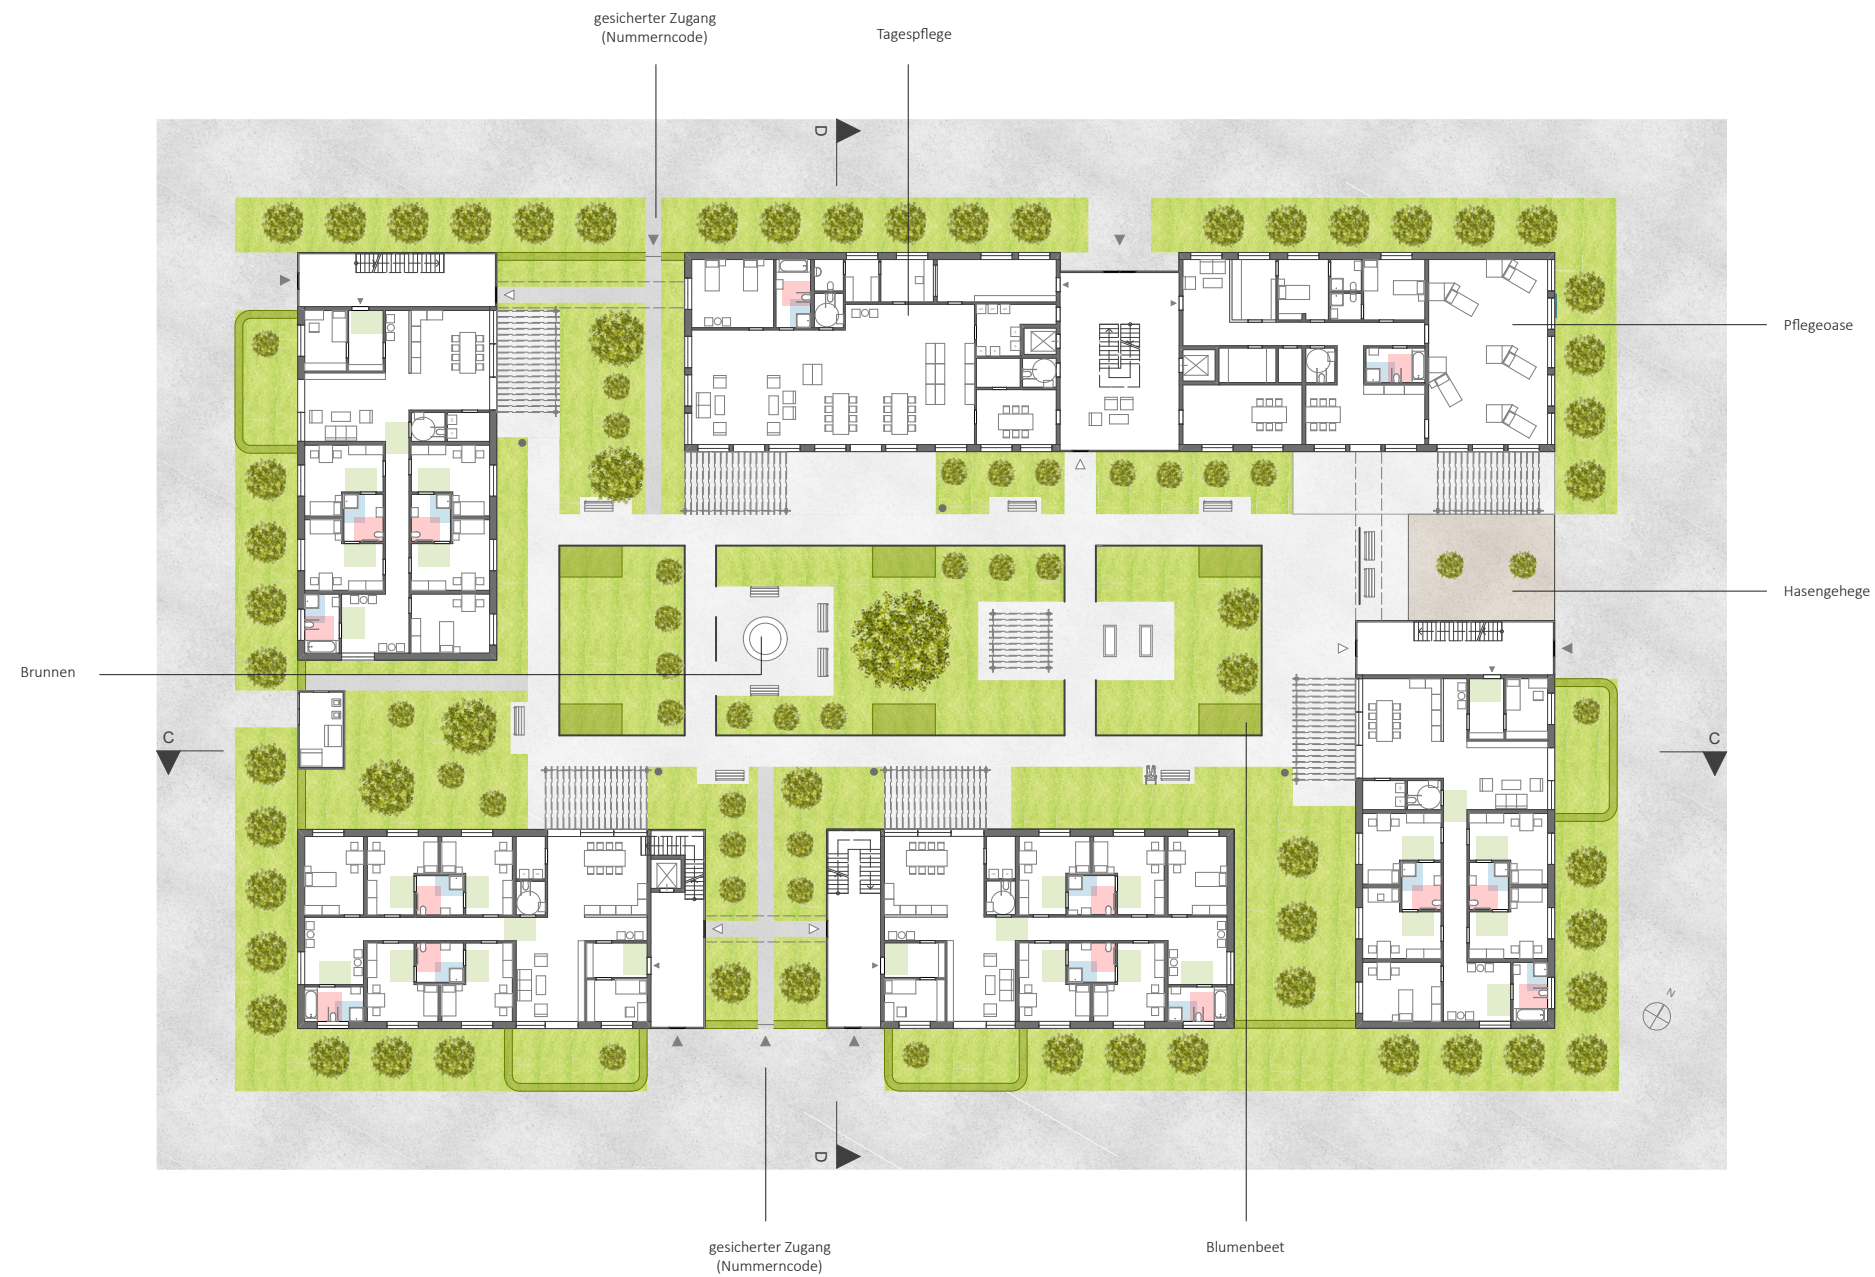 gesicherter Zugang
(Nummerncode)
Tagespflege
D
Pflegeoase
Hasengehege
Brunnen
C
C
N
D
gesicherter Zugang
(Nummerncode)
Blumenbeet